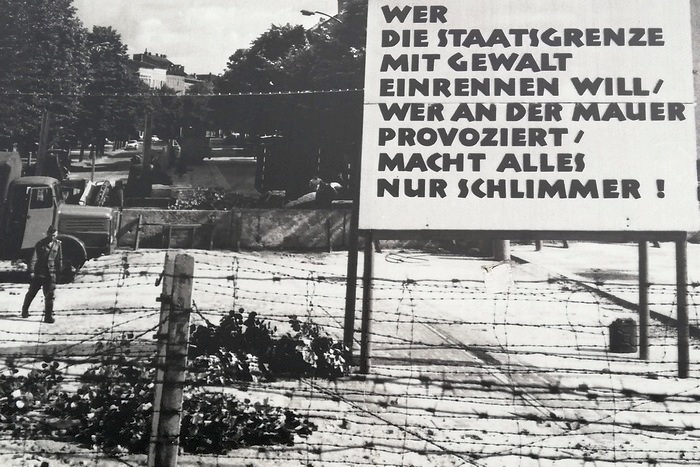 WER
DIE STAATSGRENZE
MIT GEWALT
EINRENNEN WILL/
WER AN DER MAUER
PROVOZIERT/
MACHT ALLES
NUR SCHLIMMER !